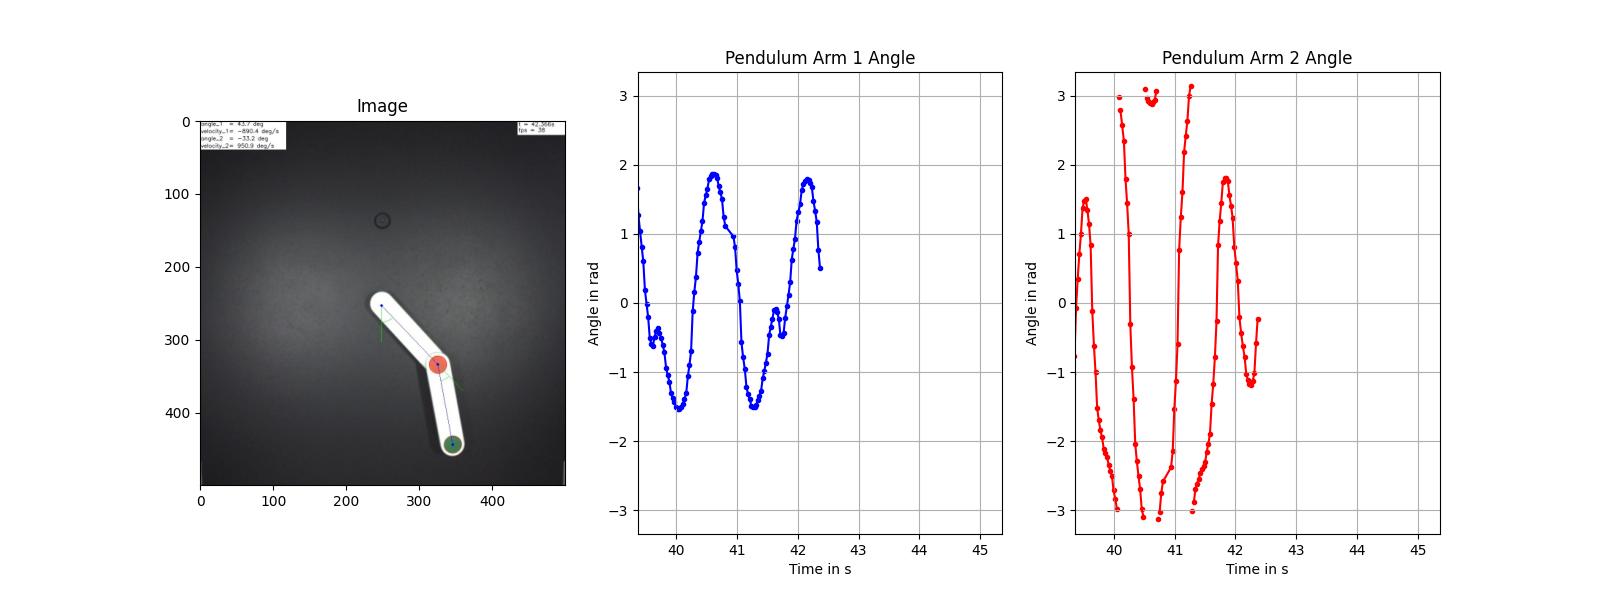 Image
angle_1 = 43.7 deg
velocity_1= -890.4 deg/s
angle_2 = -33.2 deg
velocity_2= 950.9 deg/s
t = 42.366s
fps = 38
0
100
200
300
400
0 100 200 300 400
Pendulum Arm 1 Angle
Angle in rad
3
2
1
0
−1
−2
−3
40 41 42 43 44 45
Time in s
Pendulum Arm 2 Angle
Angle in rad
3
2
1
0
−1
−2
−3
40 41 42 43 44 45
Time in s